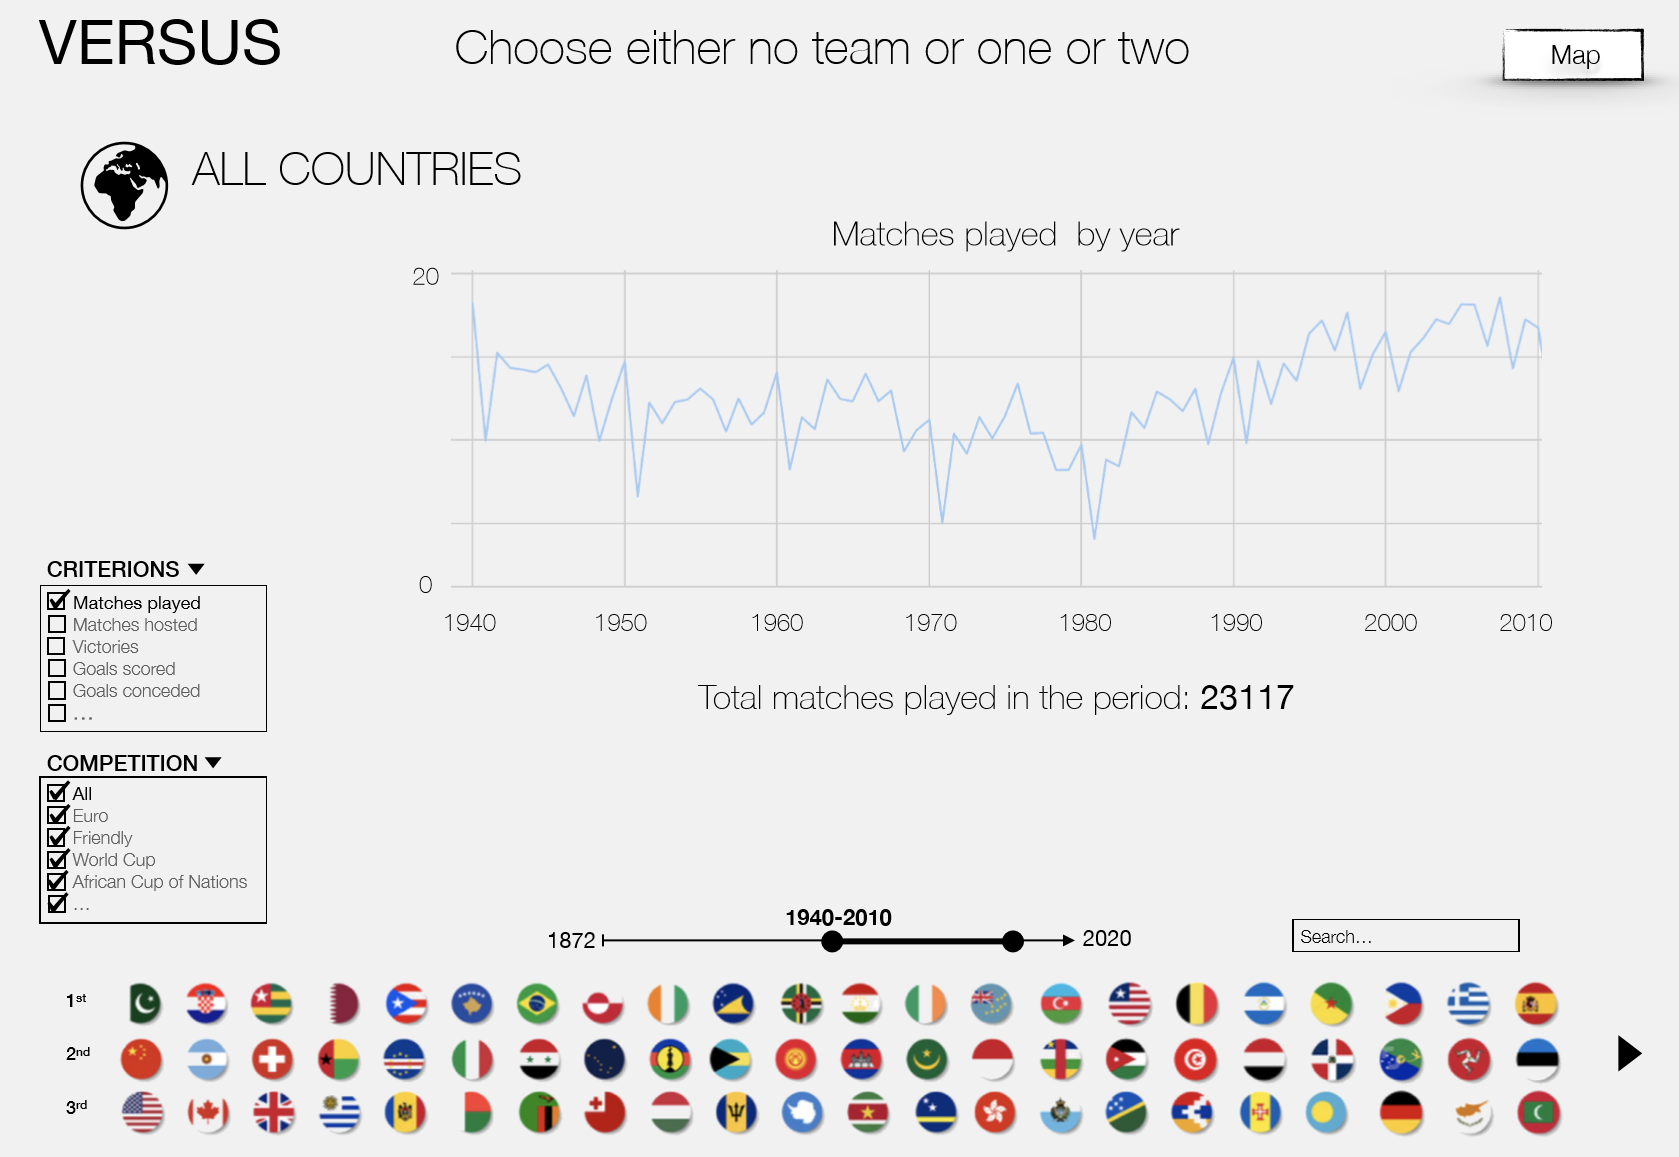 VERSUS
Choose either no team or one or two
Map
ALL COUNTRIES
Matches played by year
20
0
1940 1950 1960 1970 1980 1990 2000 2010
Total matches played in the period: 23117
CRITERIONS
Matches played
Matches hosted
Victories
Goals scored
Goals conceded
...
COMPETITION
All
Euro
Friendly
World Cup
African Cup of Nations
...
1940-2010
1872
2020
Search...
1st
2nd
3rd